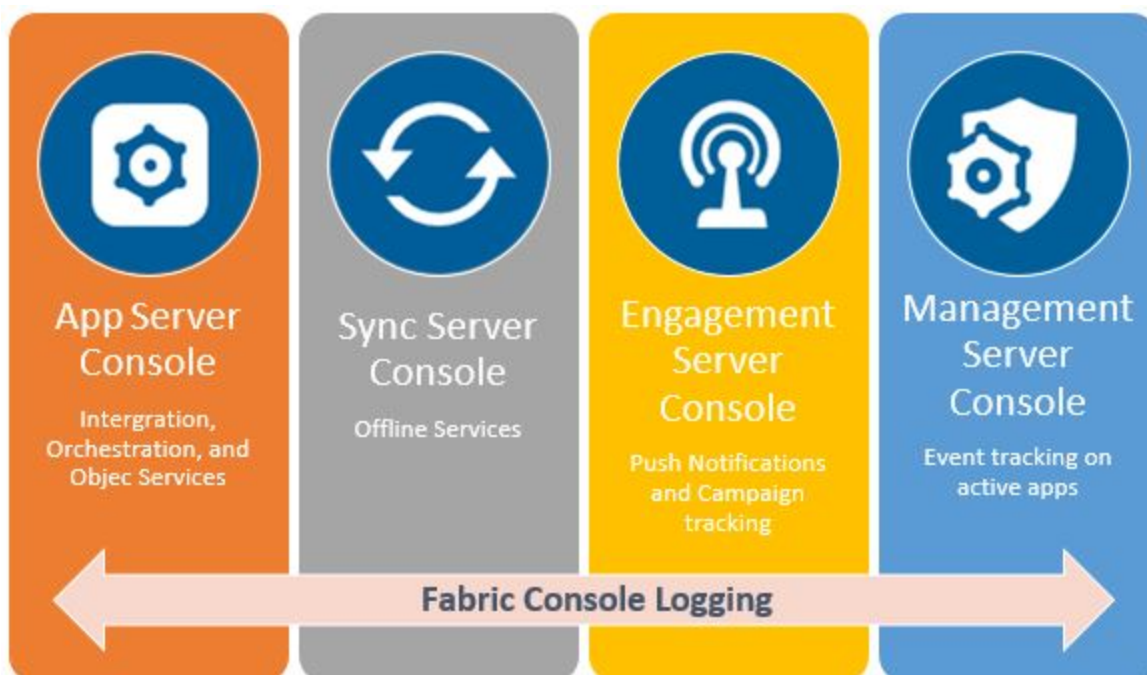 App Server
Console
Intergration,
Orchestration, and
Objec Services
Sync Server
Console
Offline Services
Engagement
Server
Console
Push Notifications
and Campaign
tracking
Management
Server
Console
Event tracking on
active apps
Fabric Console Logging